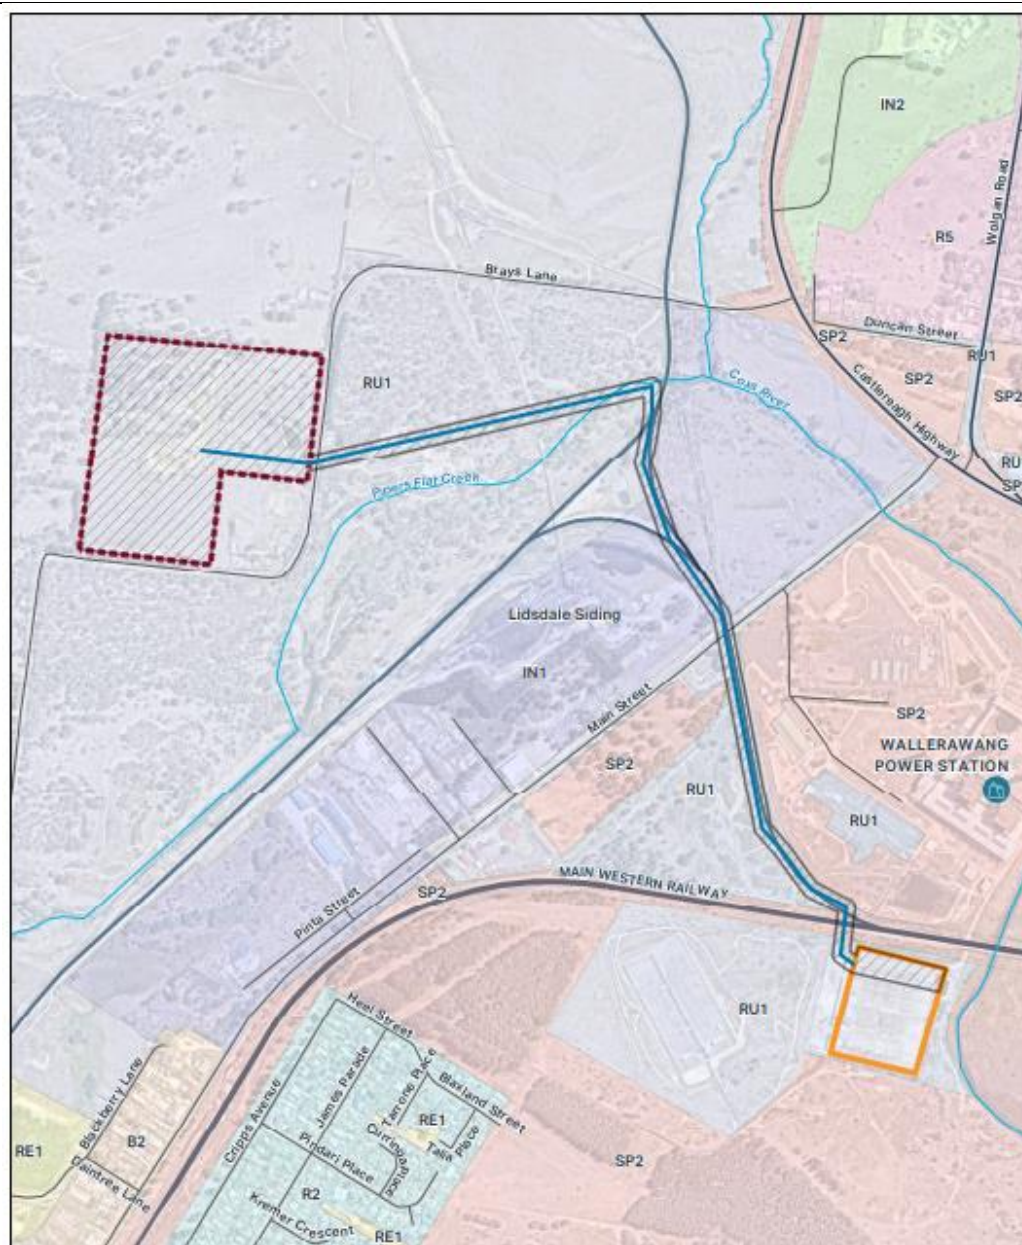 IN2
Wolgan Road
R5
Brays Lane
Duncan Street
SP2
RU1
SP2
Castlereagh Highway
SP2
RU1
Coxs River
RU
SP
Pipers Flat Creek
Lidsdale Siding
IN1
Main Street
SP2
SP2
WALLERAWANG
POWER STATION
RU1
RU1
MAIN WESTERN RAILWAY
SP2
Pinta Street
RU1
Heel Street
James Parade
Tarrone Place
Blaxland Street
Blackberry Lane
Cripps Avenue
RE1
Talia Place
Cirringa Place
Pindari Place
B2
RE1
Daintree Lane
SP2
R2
Kremer Crescent
RE1